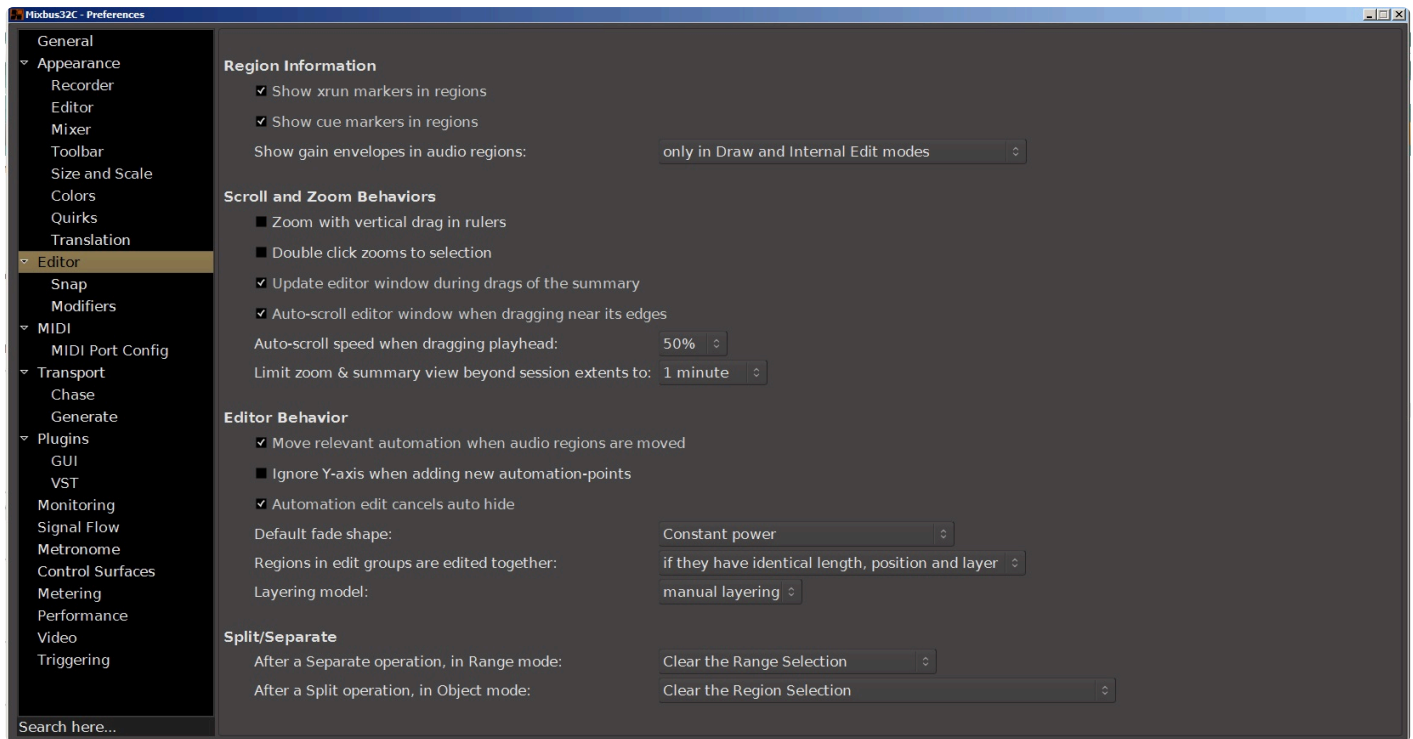 Mixbus32C - Preferences
General
Appearance
Recorder
Editor
Mixer
Toolbar
Size and Scale
Colors
Quirks
Translation
Editor
Snap
Modifiers
MIDI
MIDI Port Config
Transport
Chase
Generate
Plugins
GUI
VST
Monitoring
Signal Flow
Metronome
Control Surfaces
Metering
Performance
Video
Triggering
Search here...
Region Information
Show xrun markers in regions
Show cue markers in regions
Show gain envelopes in audio regions: only in Draw and Internal Edit modes
Scroll and Zoom Behaviors
Zoom with vertical drag in rulers
Double click zooms to selection
Update editor window during drags of the summary
Auto-scroll editor window when dragging near its edges
Auto-scroll speed when dragging playhead: 50%
Limit zoom & summary view beyond session extents to: 1 minute
Editor Behavior
Move relevant automation when audio regions are moved
Ignore Y-axis when adding new automation-points
Automation edit cancels auto hide
Default fade shape: Constant power
Regions in edit groups are edited together: if they have identical length, position and layer
Layering model: manual layering
Split/Separate
After a Separate operation, in Range mode: Clear the Range Selection
After a Split operation, in Object mode: Clear the Region Selection